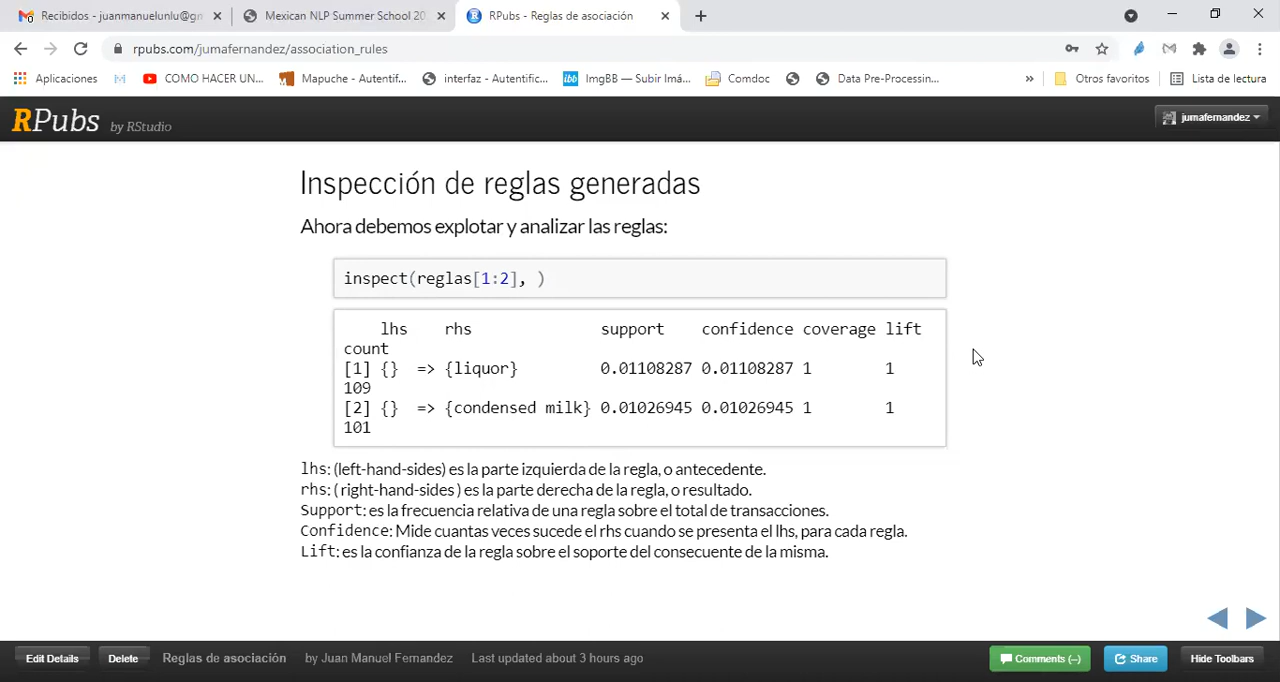 Recibidos - juanmanuelunlu@gm
Mexican NLP Summer School 20
RPubs - Reglas de asociación
rpubs.com/jumafernandez/association_rules
Aplicaciones
COMO HACER UN...
Mapuche - Autentif...
interfaz - Autentific...
ibb ImgBB — Subir Imá...
Comdoc
Data Pre-Processin...
»
Otros favoritos
Lista de lectura
RPubs by RStudio
jumafernandez
Inspección de reglas generadas
Ahora debemos explotar y analizar las reglas:
inspect(reglas[1:2], )
lhs rhs support confidence coverage lift
count
[1] {} => {liquor} 0.01108287 0.01108287 1 1
109
[2] {} => {condensed milk} 0.01026945 0.01026945 1 1
101
lhs: (left-hand-sides) es la parte izquierda de la regla, o antecedente.
rhs: ( right-hand-sides ) es la parte derecha de la regla, o resultado.
Support: es la frecuencia relativa de una regla sobre el total de transacciones.
Confidence: Mide cuantas veces sucede el rhs cuando se presenta el lhs, para cada regla.
Lift: es la confianza de la regla sobre el soporte del consecuente de la misma.
Edit Details
Delete
Reglas de asociación
by Juan Manuel Fernandez
Last updated about 3 hours ago
Comments (–)
Share
Hide Toolbars